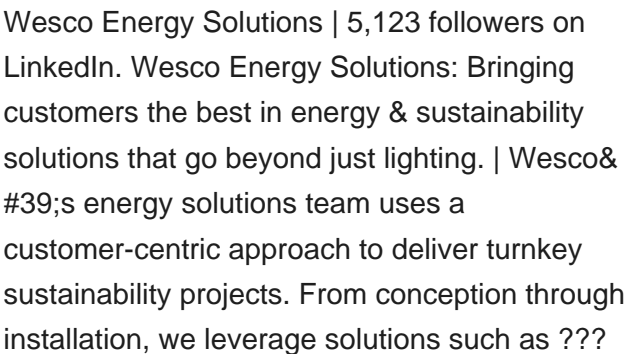 Wesco Energy Solutions | 5,123 followers on
LinkedIn. Wesco Energy Solutions: Bringing
customers the best in energy & sustainability
solutions that go beyond just lighting. | Wesco&
#39;s energy solutions team uses a
customer-centric approach to deliver turnkey
sustainability projects. From conception through
installation, we leverage solutions such as ???